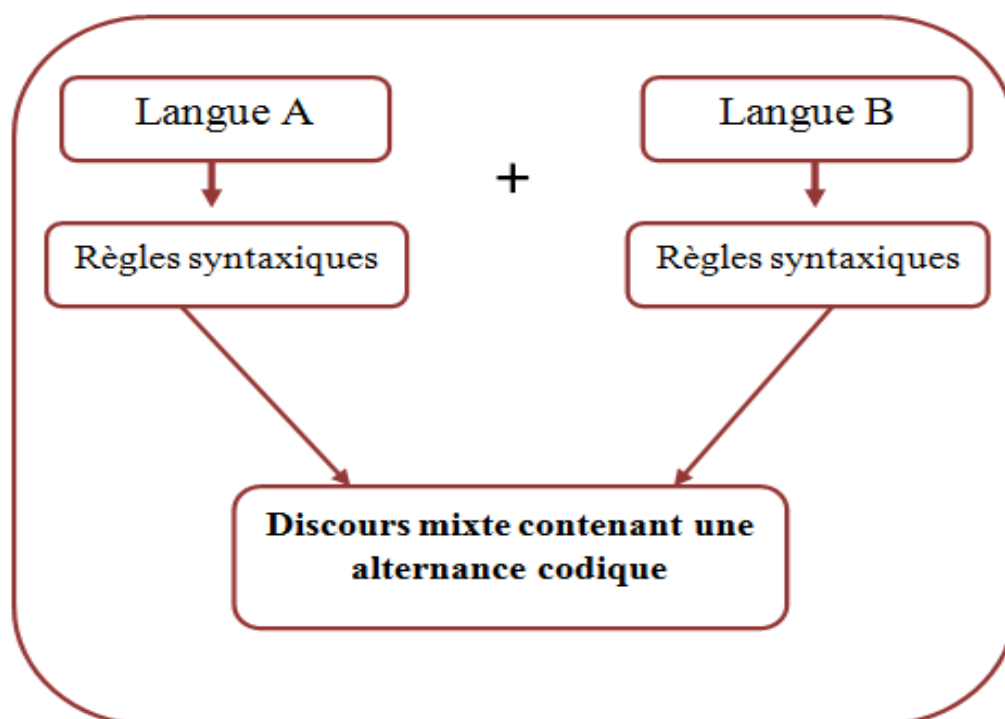 Langue A
Langue B
+
Règles syntaxiques
Règles syntaxiques
Discours mixte contenant une
alternance codique